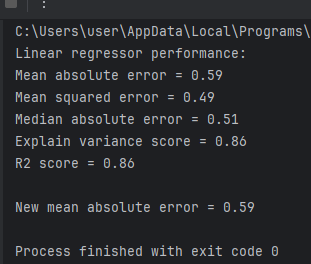 :
C:\Users\user\AppData\Local\Programs\
Linear regressor performance:
Mean absolute error = 0.59
Mean squared error = 0.49
Median absolute error = 0.51
Explain variance score = 0.86
R2 score = 0.86
New mean absolute error = 0.59
Process finished with exit code 0